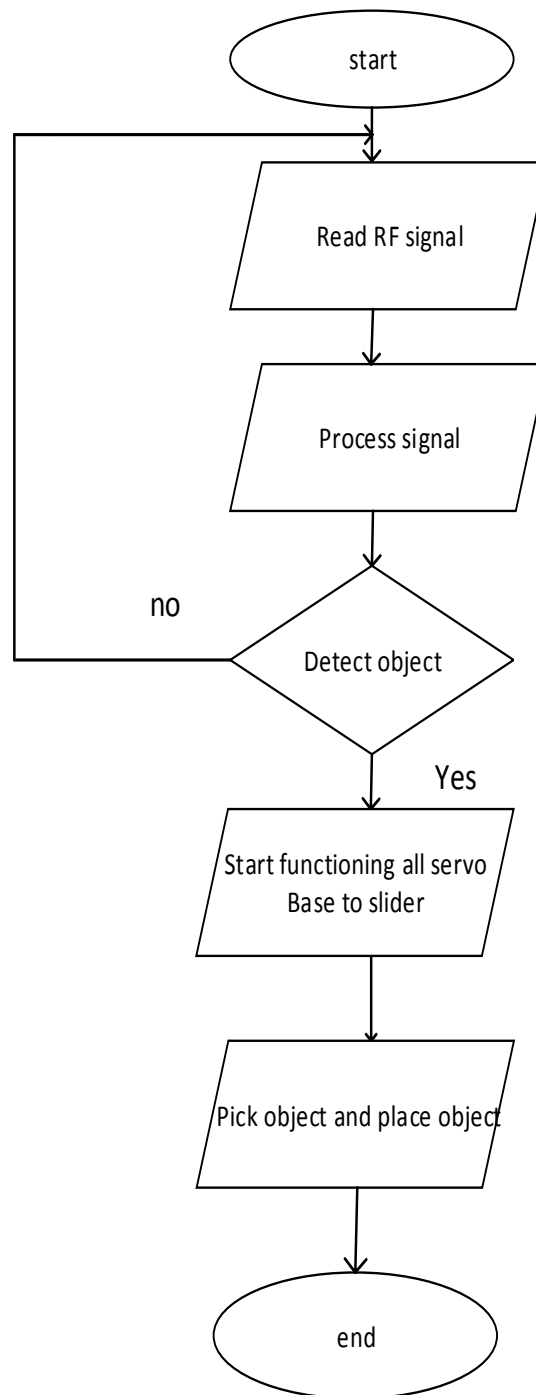 start
Read RF signal
Process signal
no
Detect object
Yes
Start functioning all servo
Base to slider
Pick object and place object
end